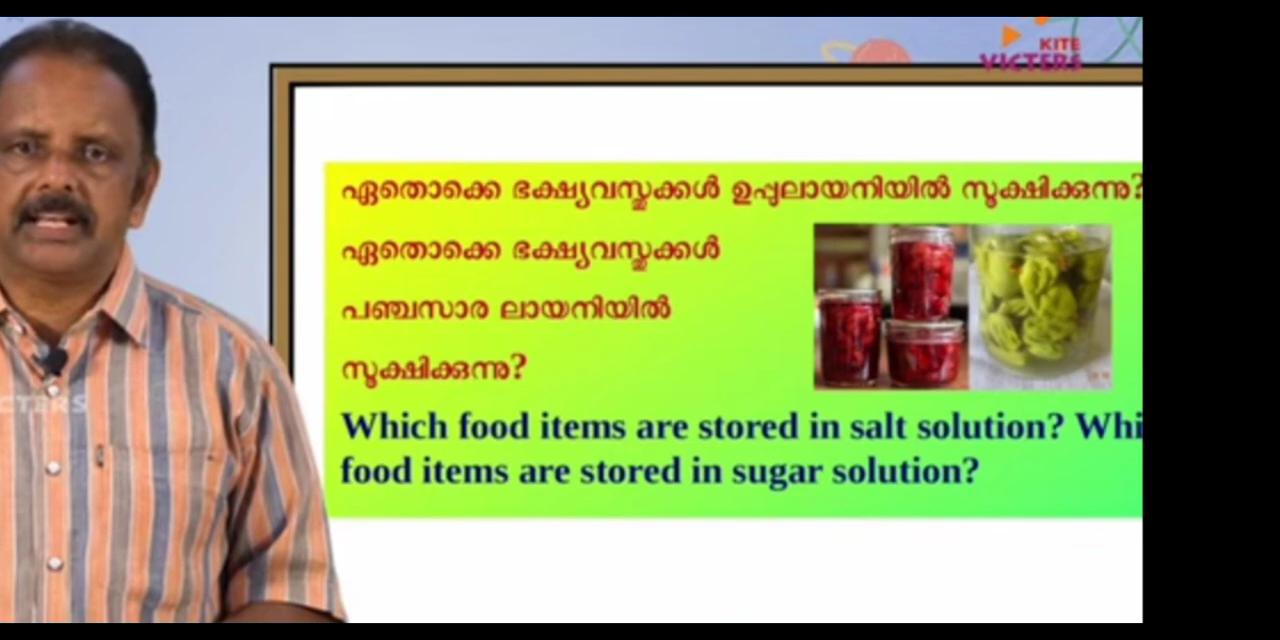 KITE
VICTERS
ഏതൊക്കെ ഭക്ഷ്യവസ്തുക്കൾ ഉപ്പുലായനിയിൽ സൂക്ഷിക്കുന്നു?
ഏതൊക്കെ ഭക്ഷ്യവസ്തുക്കൾ
പഞ്ചസാര ലായനിയിൽ
സൂക്ഷിക്കുന്നു?
CTERS
Which food items are stored in salt solution? Whi
food items are stored in sugar solution?